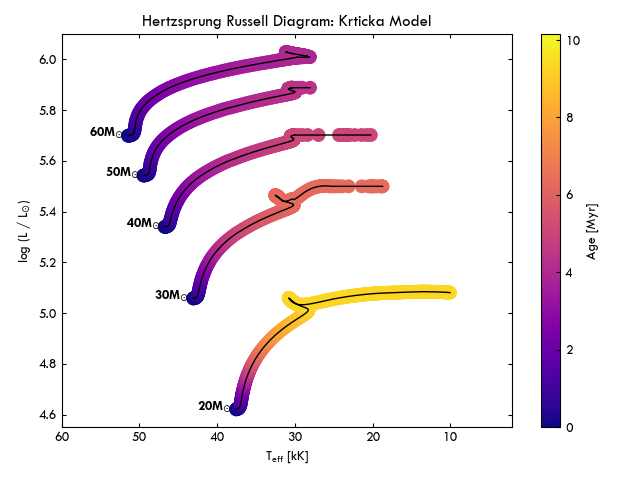 Hertzsprung Russell Diagram: Krticka Model
6.0
5.8
5.6
5.4
5.2
5.0
4.8
4.6
log (L / L☉)
60M☉
50M☉
40M☉
30M☉
20M☉
60
50
40
30
20
10
T_eff [kK]
10
8
6
4
2
0
Age [Myr]